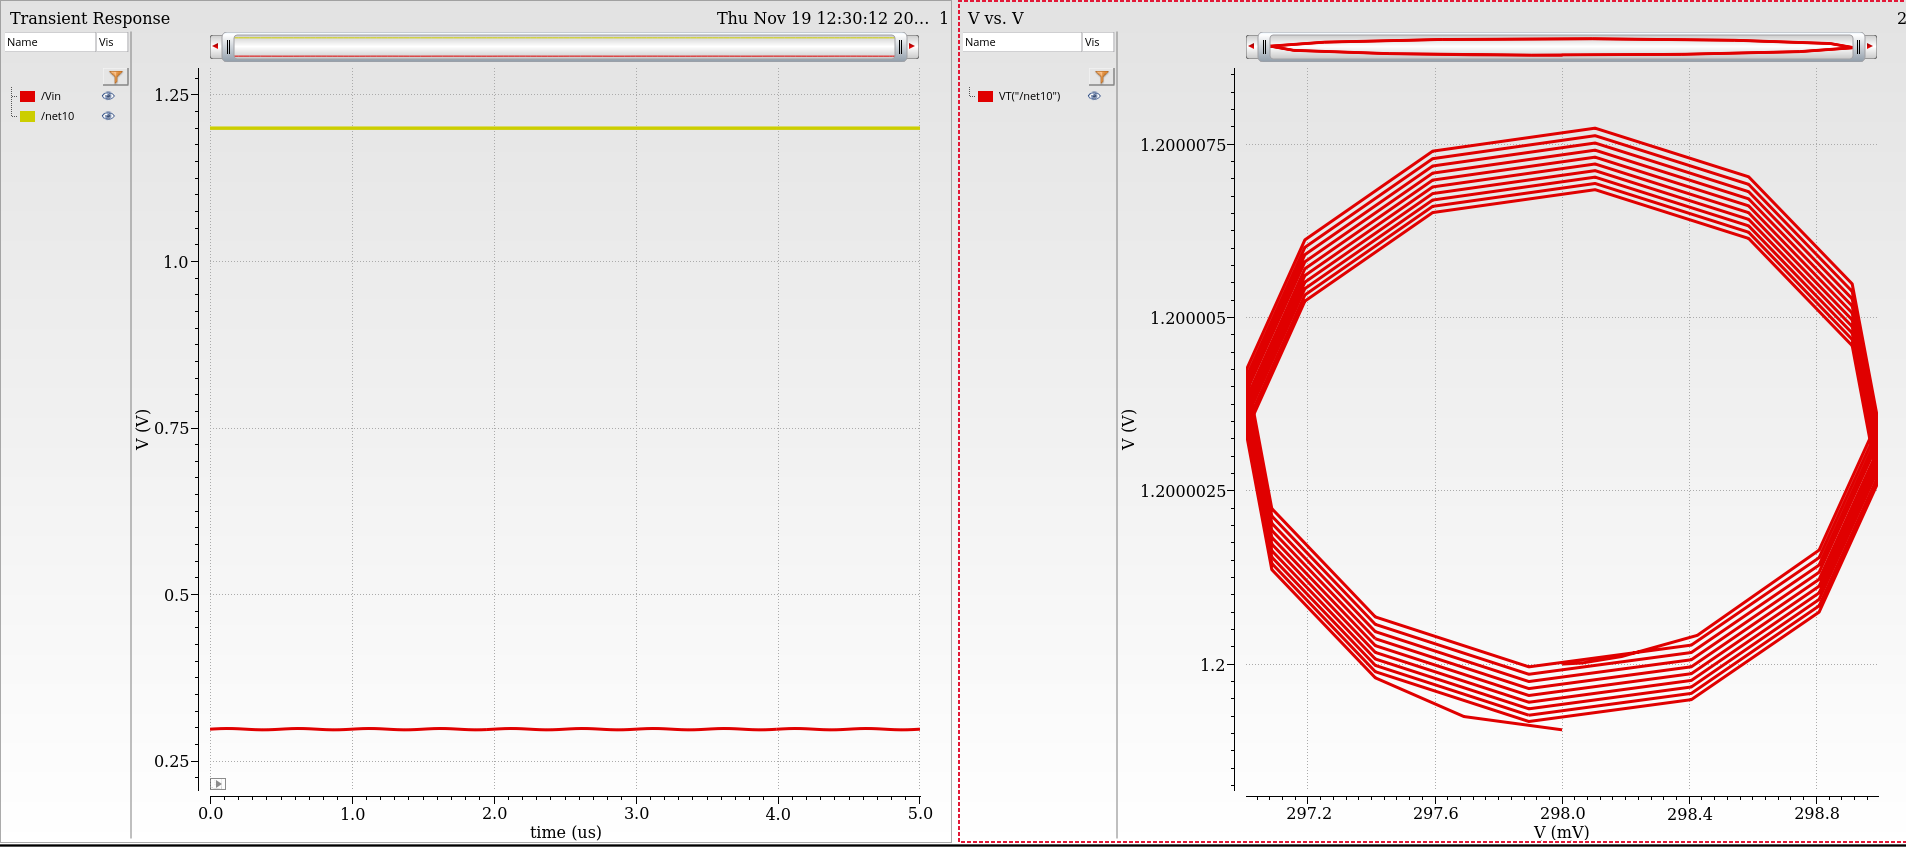 Transient Response
Thu Nov 19 12:30:12 20... 1
Name Vis
/Vin
/net10
1.25
1.0
0.75
0.5
0.25
V (V)
0.0 1.0 2.0 3.0 4.0 5.0
time (us)
V vs. V
2
Name Vis
VT("/net10")
1.2000075
1.200005
1.2000025
1.2
V (V)
297.2 297.6 298.0 298.4 298.8
V (mV)